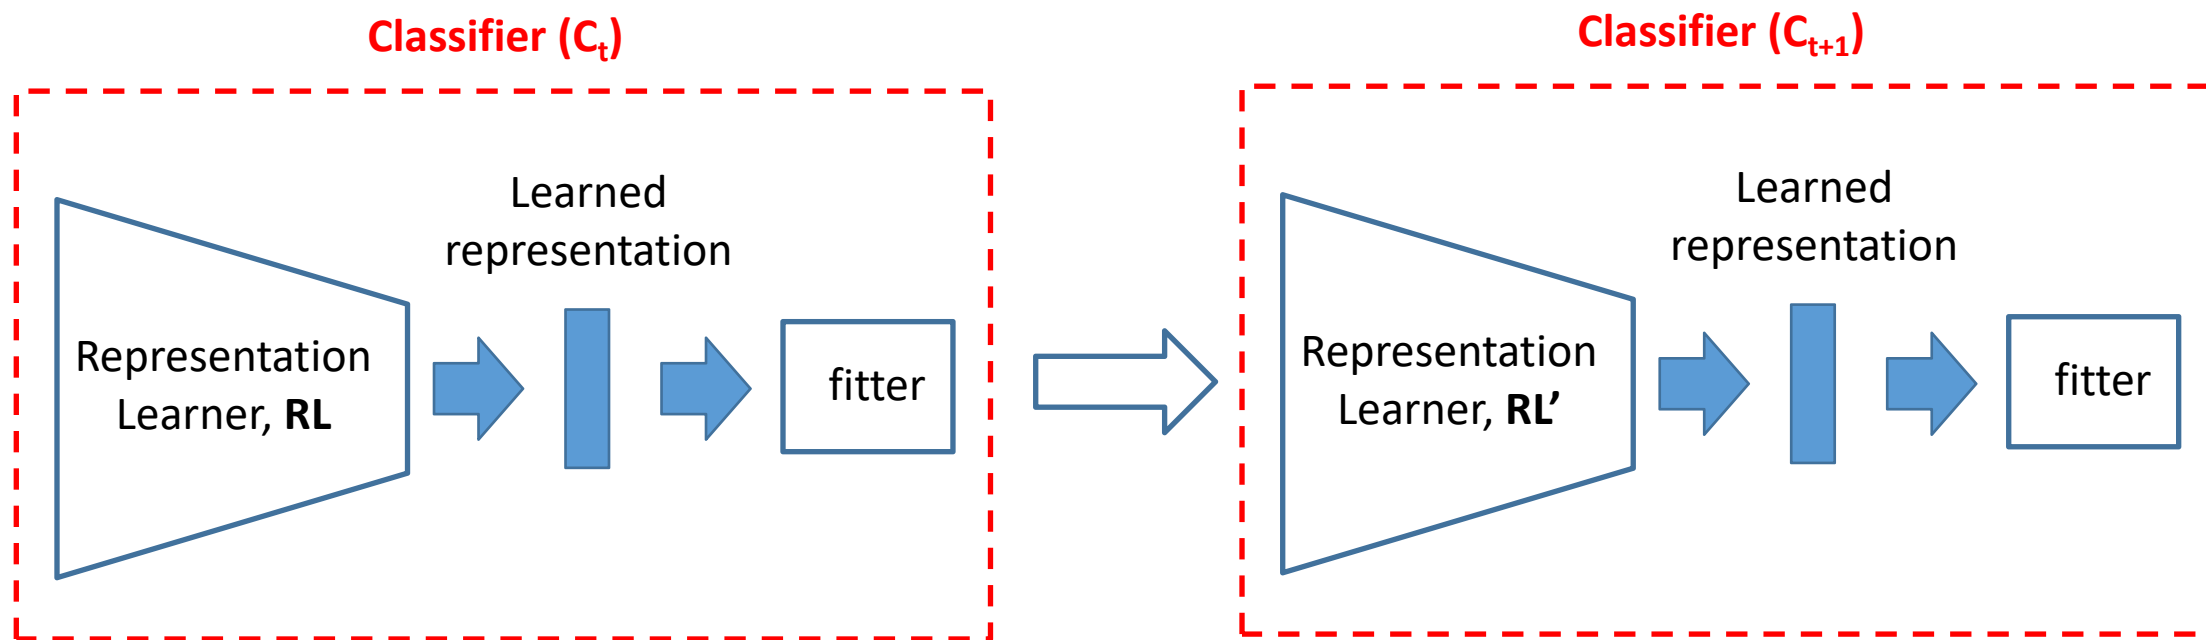 Classifier (Cₜ)
Learned
representation
Representation
Learner, RL
fitter
Classifier (Cₜ₊₁)
Learned
representation
Representation
Learner, RL’
fitter